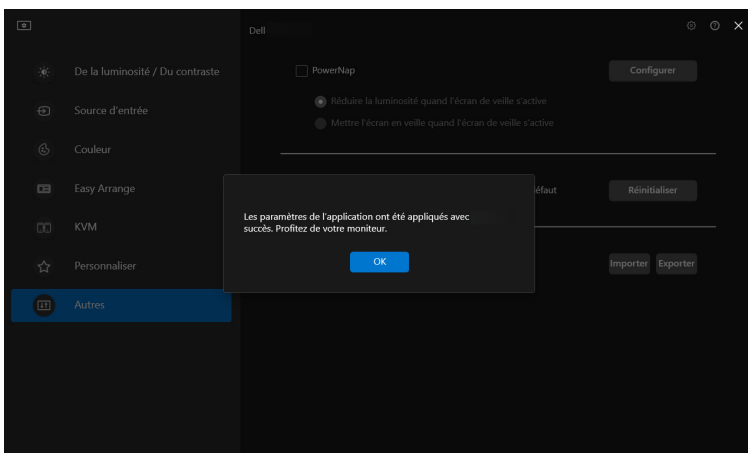 Dell
De la luminosité / Du contraste
Source d'entrée
Couleur
Easy Arrange
KVM
Personnaliser
Autres
PowerNap
Configurer
Réduire la luminosité quand l'écran de veille s'active
Mettre l'écran en veille quand l'écran de veille s'active
éfaut
Réinitialiser
Les paramètres de l'application ont été appliqués avec
succès. Profitez de votre moniteur.
OK
Importer Exporter